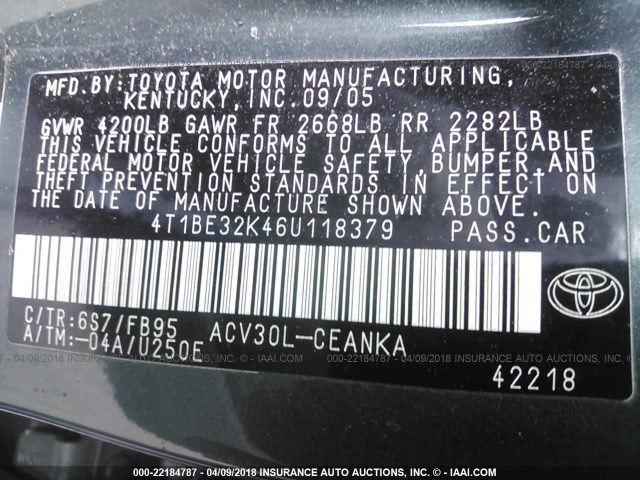 MFD.BY:TOYOTA MOTOR MANUFACTURING,
KENTUCKY,INC.09/05
GVWR 4200LB GAWR FR 2668LB RR 2282LB
THIS VEHICLE CONFORMS TO ALL APPLICABLE
FEDERAL MOTOR VEHICLE SAFETY,BUMPER,AND
THEFT PREVENTION STANDARDS IN EFFECT ON
THE DATE OF MANUFACTURE SHOWN ABOVE.
4T1BE32K46U118379 PASS.CAR
C/TR:6S7/FB95 ACV30L-CEANKA
A/TM:-04A/U250E
TOYOTA
42218
000-22184787 - 04/09/2018 INSURANCE AUTO AUCTIONS © - IAAI.COM